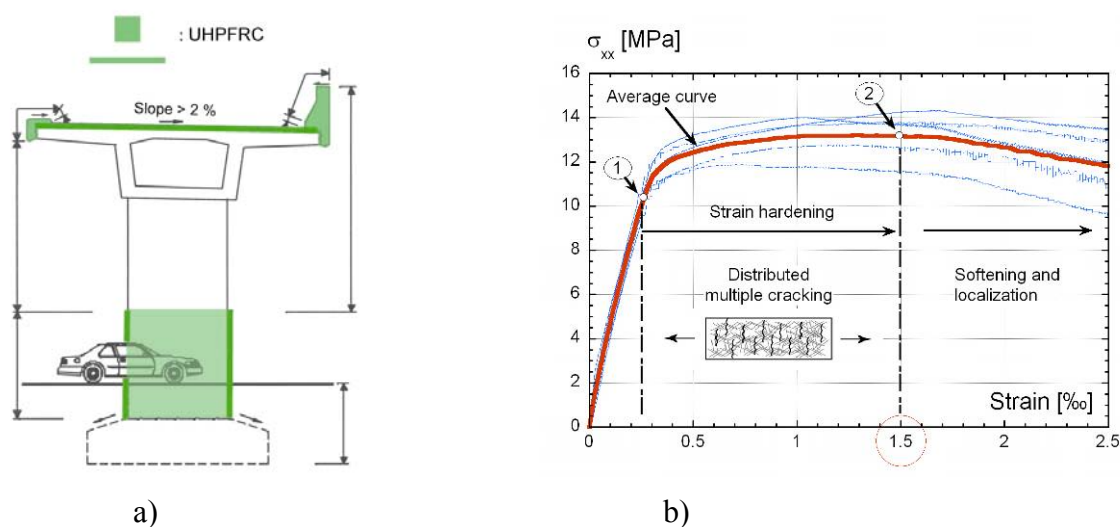 : UHPFRC
Slope > 2 %
a)
σxx [MPa]
16
14
12
10
8
6
4
2
0
Average curve
1
2
Strain hardening
Distributed
multiple cracking
Softening and
localization
Strain [‰]
0
0.5
1
1.5
2
2.5
b)